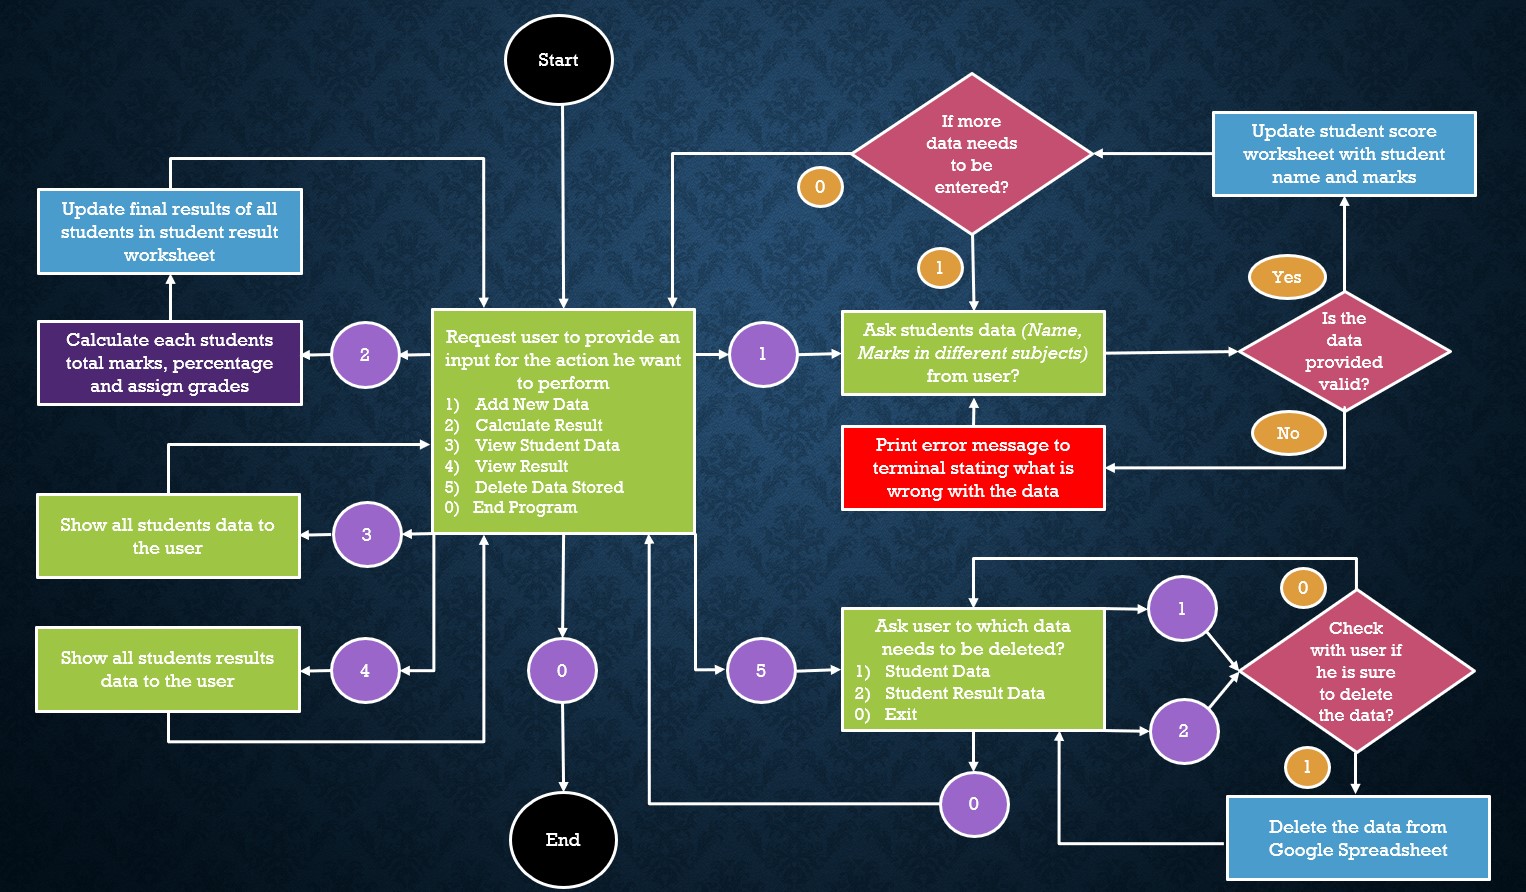 Start
If more
data needs
to be
entered?
Update student score
worksheet with student
name and marks
0
Update final results of all
students in student result
worksheet
1
Yes
Calculate each students
total marks, percentage
and assign grades
2
Request user to provide an
input for the action he want
to perform
1) Add New Data
2) Calculate Result
3) View Student Data
4) View Result
5) Delete Data Stored
0) End Program
1
Ask students data (Name,
Marks in different subjects)
from user?
Is the
data
provided
valid?
No
Print error message to
terminal stating what is
wrong with the data
Show all students data to
the user
3
Show all students results
data to the user
4
0
5
Ask user to which data
needs to be deleted?
1) Student Data
2) Student Result Data
0) Exit
1
2
0
Check
with user if
he is sure
to delete
the data?
1
0
End
Delete the data from
Google Spreadsheet